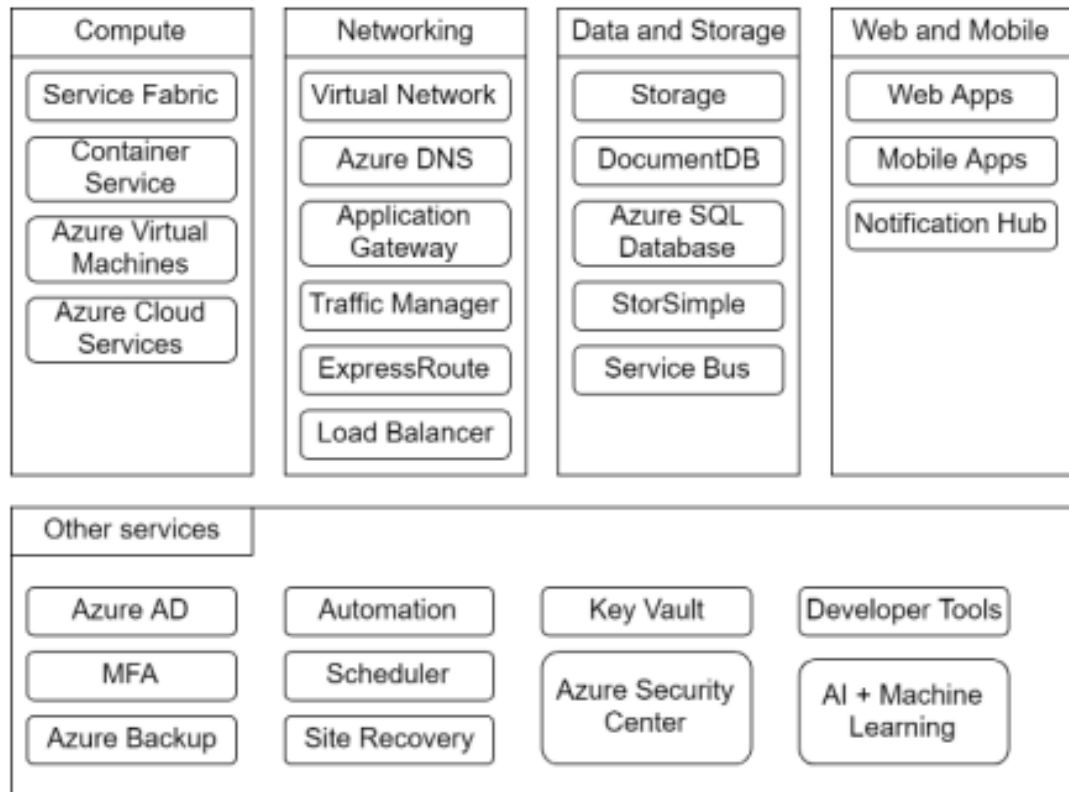 Compute
Service Fabric
Container
Service
Azure Virtual
Machines
Azure Cloud
Services
Networking
Virtual Network
Azure DNS
Application
Gateway
Traffic Manager
ExpressRoute
Load Balancer
Data and Storage
Storage
DocumentDB
Azure SQL
Database
StorSimple
Service Bus
Web and Mobile
Web Apps
Mobile Apps
Notification Hub
Other services
Azure AD
MFA
Azure Backup
Automation
Scheduler
Site Recovery
Key Vault
Azure Security
Center
Developer Tools
AI + Machine
Learning